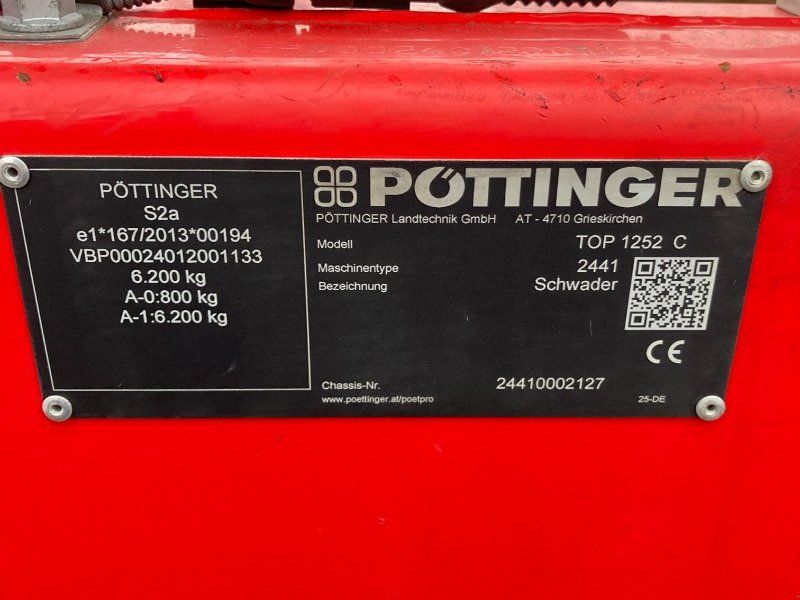 PÖTTINGER
S2a
e1*167/2013*00194
VBP00024012001133
6.200 kg
A-0:800 kg
A-1:6.200 kg
PÖTTINGER
PÖTTINGER Landtechnik GmbH AT - 4710 Grieskirchen
Modell TOP 1252 C
Maschinentype 2441
Bezeichnung Schwader
CE
Chassis-Nr. 24410002127
www.poettinger.at/poetpro 25-DE